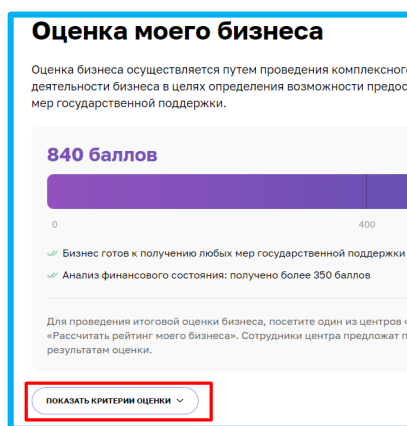 Оценка моего бизнеса
Оценка бизнеса осуществляется путем проведения комплексного
деятельности бизнеса в целях определения возможности
мер государственной поддержки.
840 баллов
0 400
Бизнес готов к получению любых мер государственной поддержки
Анализ финансового состояния: получено более 350 баллов
Для проведения итоговой оценки бизнеса, посетите один из центров «
«Рассчитать рейтинг моего бизнеса». Сотрудники центра предложат
результатам оценки.
ПОКАЗАТЬ КРИТЕРИИ ОЦЕНКИ